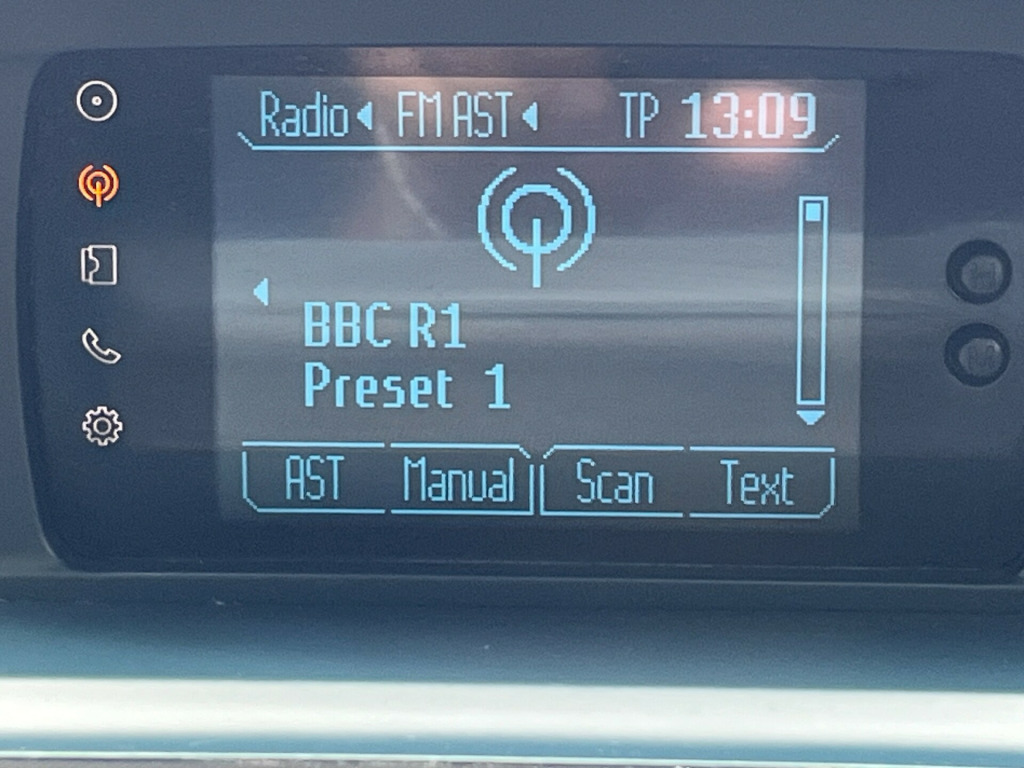 Radio FM AST TP 13:09
BBC R1
Preset 1
AST Manual Scan Text